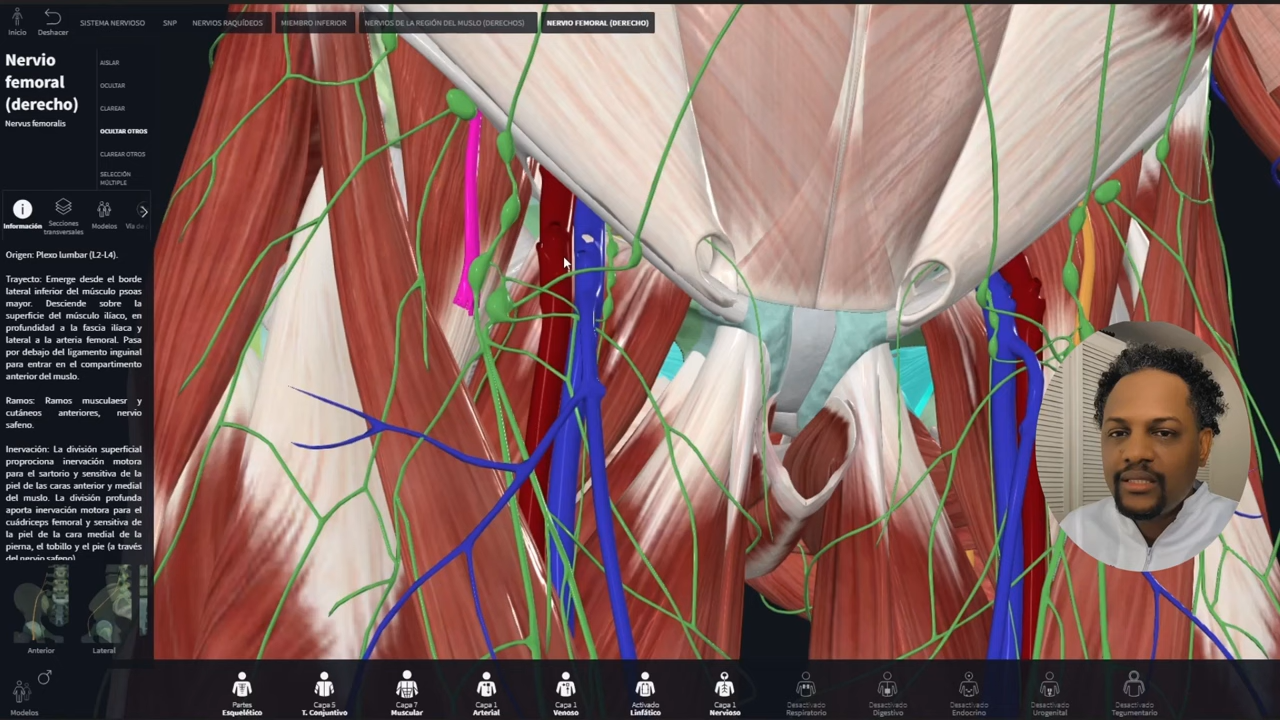 Inicio
Deshacer
SISTEMA NERVIOSO
SNP
NERVIOS RAQUÍDEOS
MIEMBRO INFERIOR
NERVIOS DE LA REGIÓN DEL MUSLO (DERECHOS)
NERVIO FEMORAL (DERECHO)
Nervio
femoral
(derecho)
Nervus femoralis
AISLAR
OCULTAR
CLAREAR
OCULTAR OTROS
CLAREAR OTROS
SELECCIÓN
MÚLTIPLE
Información
Secciones
transversales
Modelos
Origen: Plexo lumbar (L2-L4).
Trayecto: Emerge desde el borde
lateral inferior del músculo psoas
mayor. Desciende sobre la
superficie del músculo ilíaco, en
profundidad a la fascia ilíaca y
lateral a la arteria femoral. Pasa
por debajo del ligamento inguinal
para entrar en el compartimento
anterior del muslo.
Ramos: Ramos musculaesr y
cutáneos anteriores, nervio
safeno.
Inervación: La división superficial
proprociona inervación motora
para el sartorio y sensitiva de la
piel de las caras anterior y medial
del muslo. La división profunda
aporta inervación motora para el
cuádriceps femoral y sensitiva de
la piel de la cara medial de la
pierna, el tobillo y el pie (a través
del nervio safeno)
Anterior
Lateral
Modelos
Partes
Esquelético
Capa 5
T. Conjuntivo
Capa 7
Muscular
Capa 1
Arterial
Capa 1
Venoso
Activado
Linfático
Capa 1
Nervioso
Desactivado
Respiratorio
Desactivado
Digestivo
Desactivado
Endocrino
Desactivado
Urogenital
Desactivado
Tegumentario